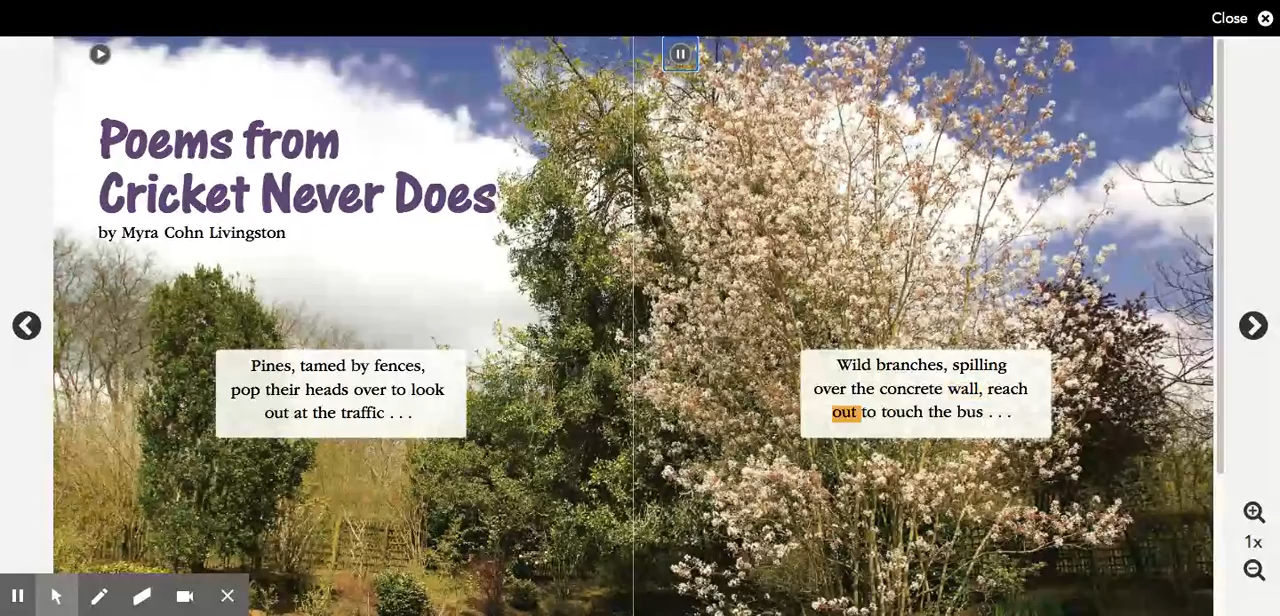 Close
Poems from
Cricket Never Does
by Myra Cohn Livingston
Pines, tamed by fences,
pop their heads over to look
out at the traffic . . .
Wild branches, spilling
over the concrete wall, reach
out to touch the bus . . .
1x